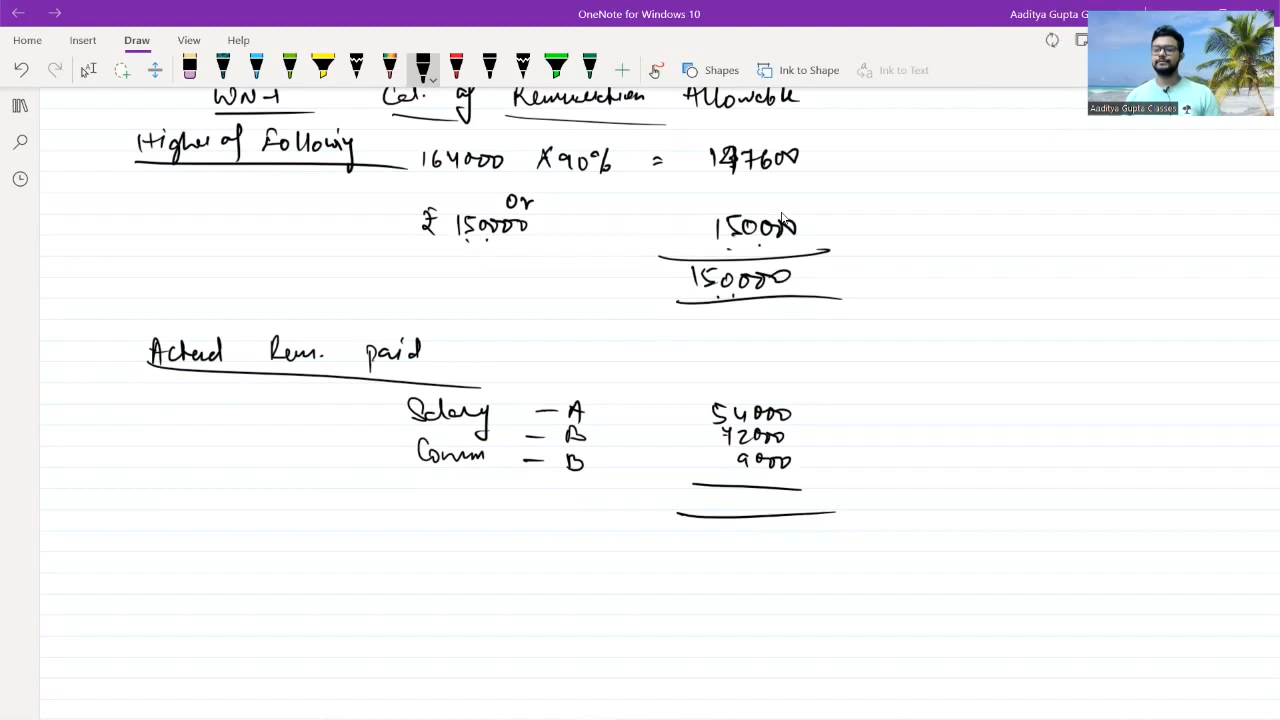 OneNote for Windows 10
Aaditya Gupta G
Home Insert Draw View Help
Shapes Ink to Shape Ink to Text
Aaditya Gupta Classes
WN-1 Cal. of Remuneration Allowable
Higher of Following
164000 X 90% = 147600
Or
₹ 150000 150000
150000
Actual Rem. paid
Salary - A 54000
- B 72000
Comm - B 9000